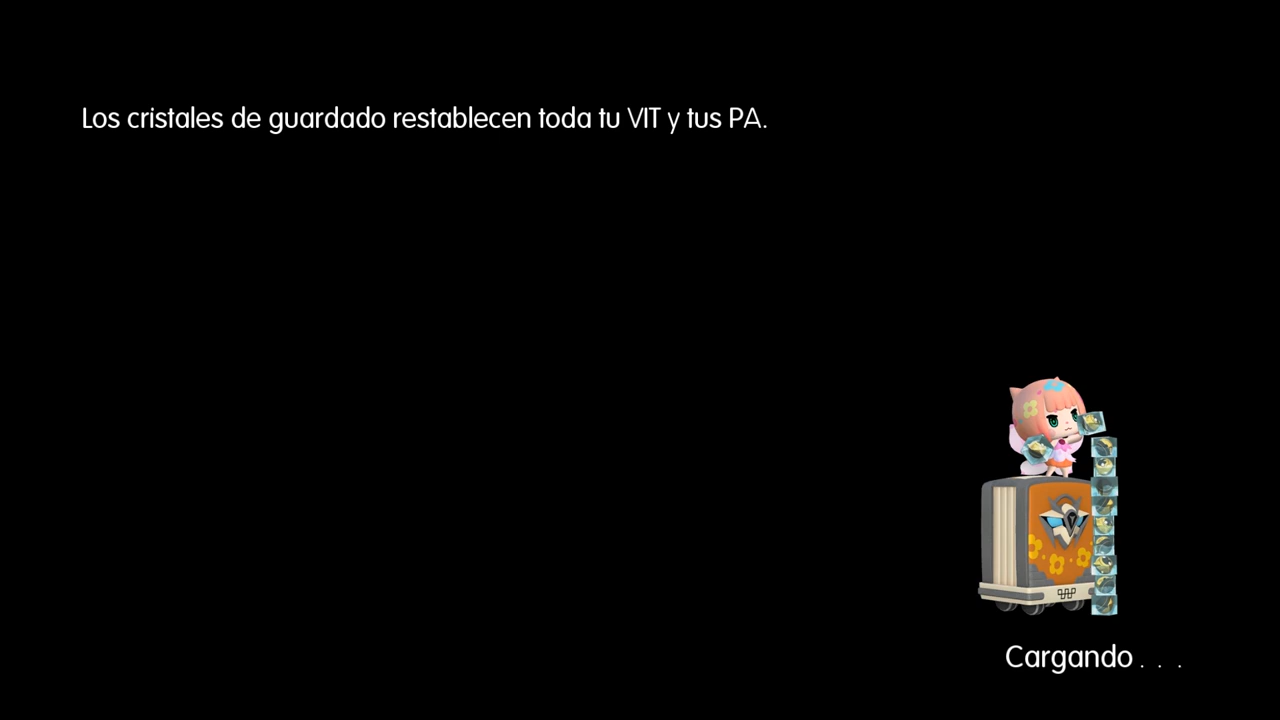 Los cristales de guardado restablecen toda tu VIT y tus PA.
Cargando . . .